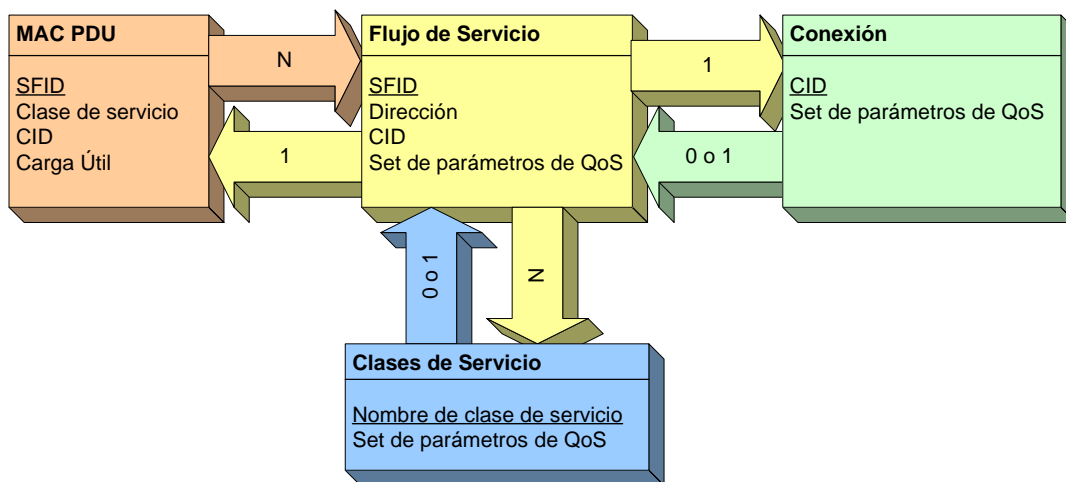 MAC PDU
SFID
Clase de servicio
CID
Carga Útil
N
1
Flujo de Servicio
SFID
Dirección
CID
Set de parámetros de QoS
1
0 o 1
Conexión
CID
Set de parámetros de QoS
0 o 1
N
Clases de Servicio
Nombre de clase de servicio
Set de parámetros de QoS